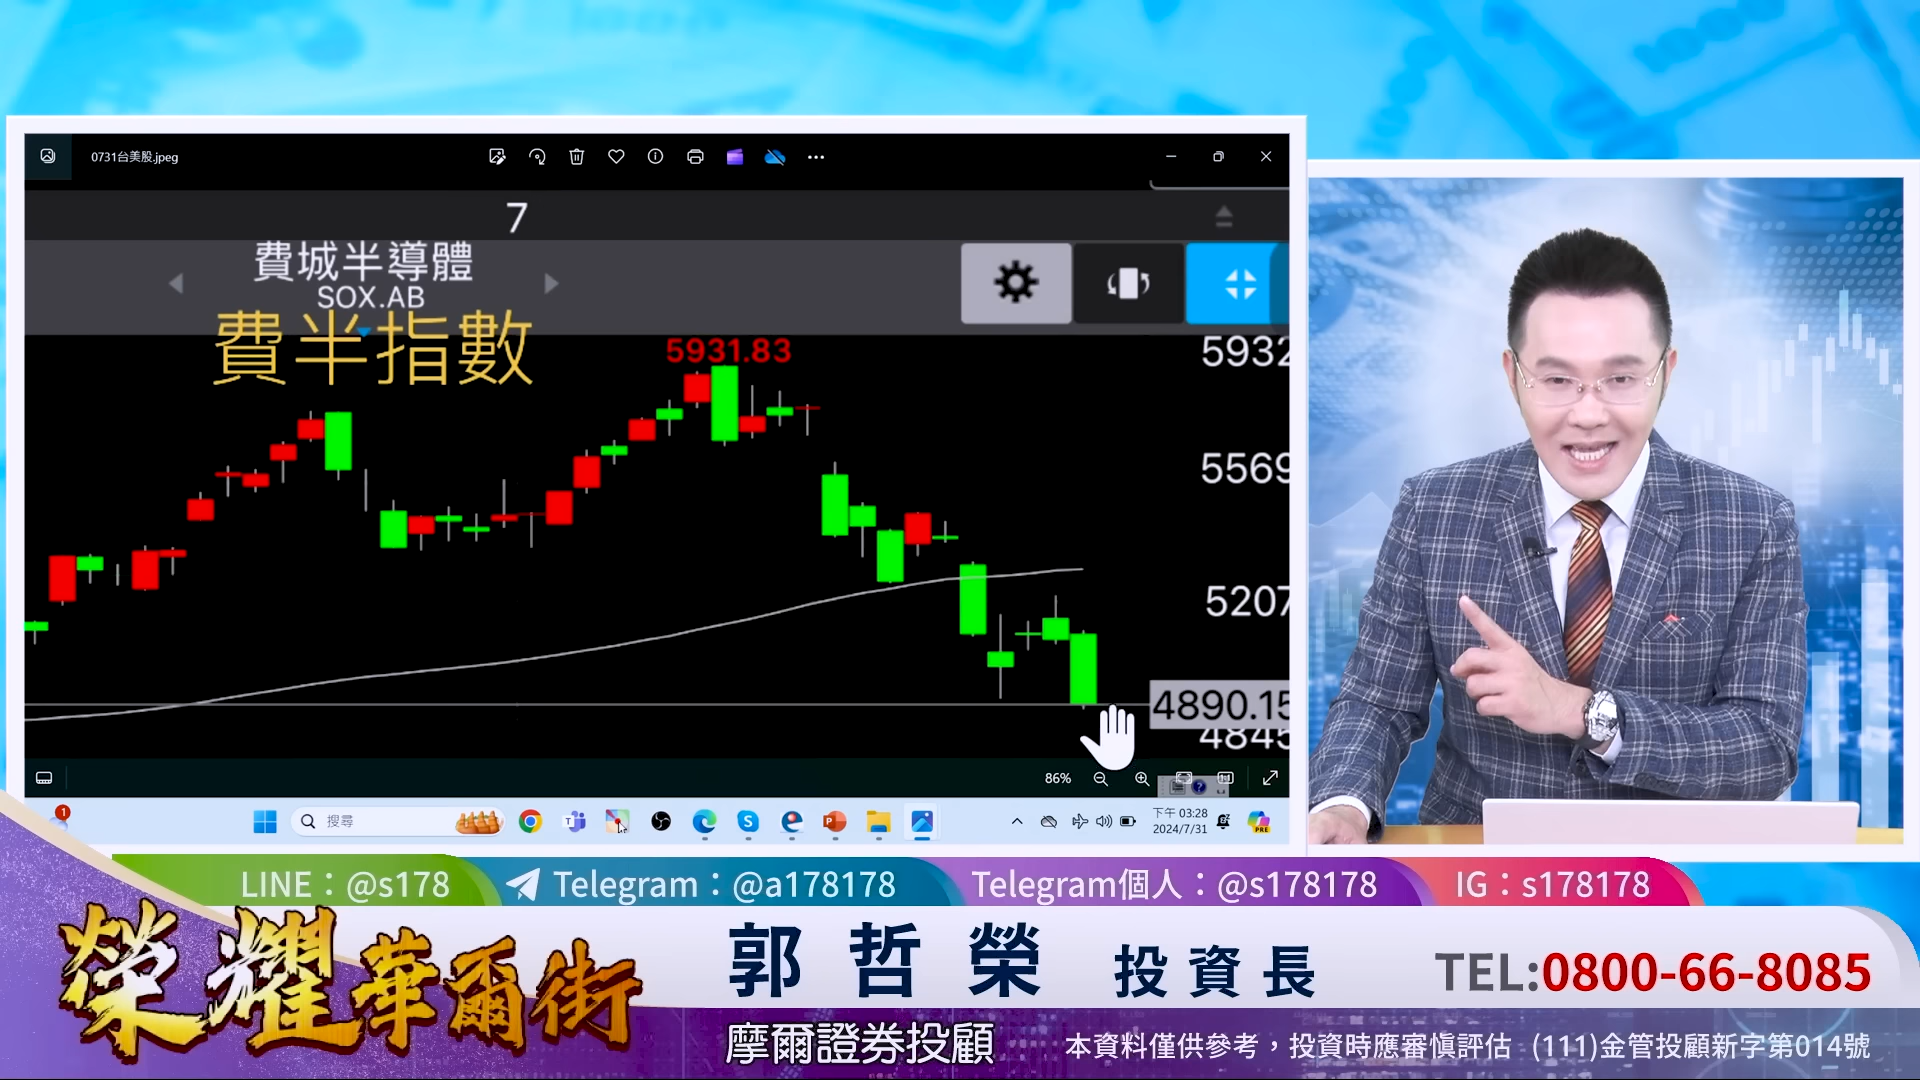 0731台美股.jpeg
7
費城半導體
SOX.AB
費半指數
5931.83
5932
5569
5207
4890.15
4845
86%
1
搜尋
下午 03:28
2024/7/31
PRE
LINE：@s178
Telegram：@a178178
Telegram個人：@s178178
IG：s178178
榮耀華爾街
郭哲榮 投資長
TEL:0800-66-8085
摩爾證券投顧
本資料僅供參考，投資時應審慎評估 (111)金管投顧新字第014號